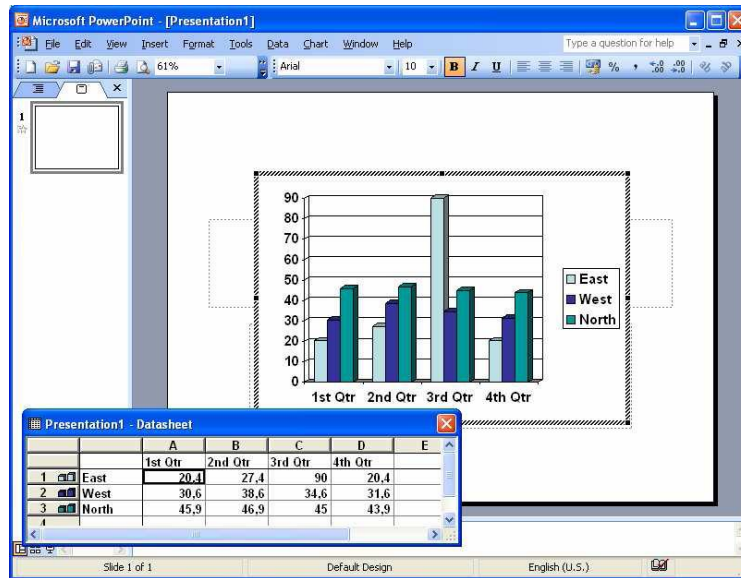 Microsoft PowerPoint - [Presentation1]
File Edit View Insert Format Tools Data Chart Window Help Type a question for help
61% Arial 10 B I U % ,
1
90
80
70
60
50
40
30
20
10
0
1st Qtr 2nd Qtr 3rd Qtr 4th Qtr
East
West
North
Presentation1 - Datasheet
A B C D E
1st Qtr 2nd Qtr 3rd Qtr 4th Qtr
1 East 20,4 27,4 90 20,4
2 West 30,6 38,6 34,6 31,6
3 North 45,9 46,9 45 43,9
4
Slide 1 of 1 Default Design English (U.S.)